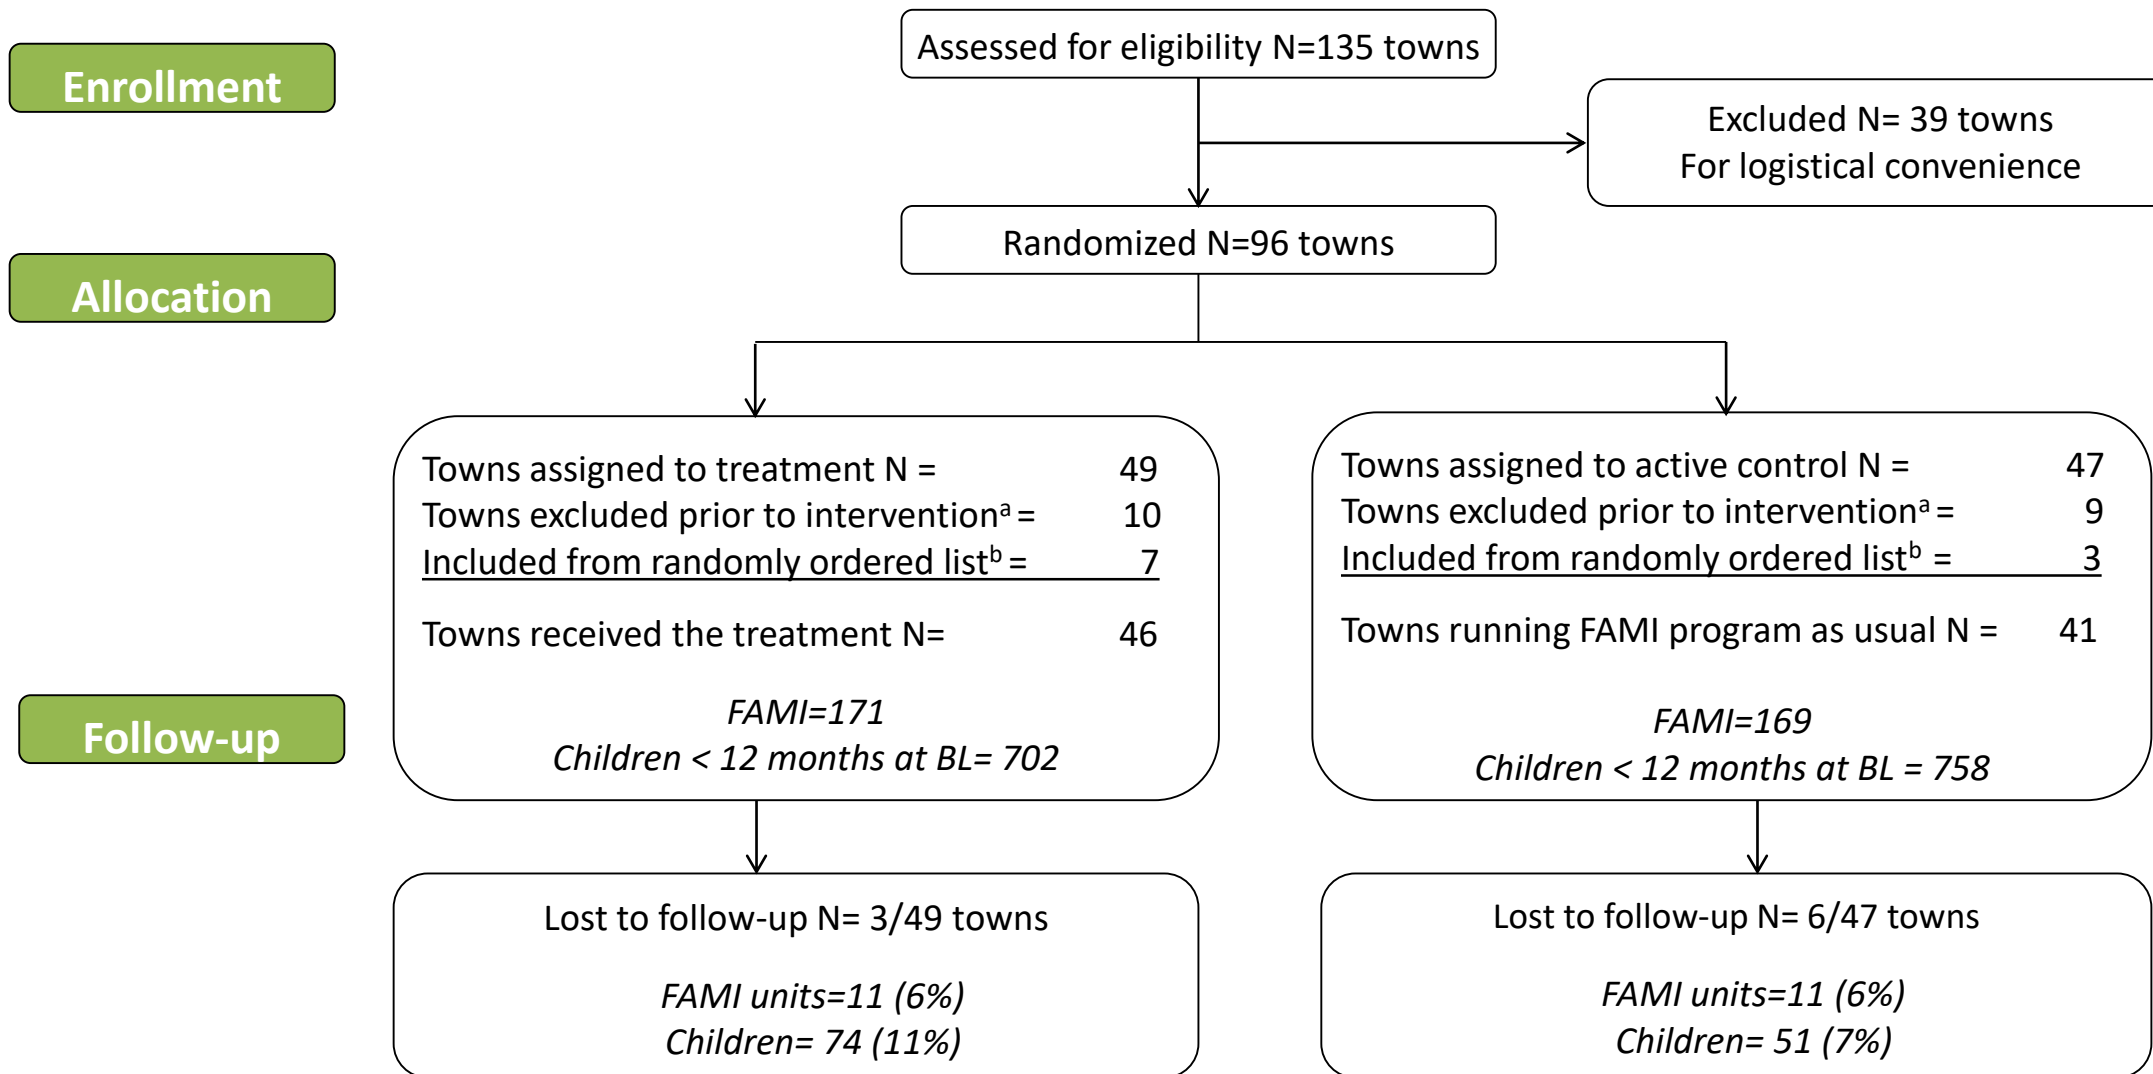 Enrollment
Assessed for eligibility N=135 towns
Excluded N= 39 towns
For logistical convenience
Randomized N=96 towns
Allocation
Towns assigned to treatment N = 49
Towns excluded prior to interventionᵃ = 10
Included from randomly ordered listᵇ = 7
Towns received the treatment N= 46
FAMI=171
Children < 12 months at BL= 702
Towns assigned to active control N = 47
Towns excluded prior to interventionᵃ = 9
Included from randomly ordered listᵇ = 3
Towns running FAMI program as usual N = 41
FAMI=169
Children < 12 months at BL = 758
Follow-up
Lost to follow-up N= 3/49 towns
FAMI units=11 (6%)
Children= 74 (11%)
Lost to follow-up N= 6/47 towns
FAMI units=11 (6%)
Children= 51 (7%)